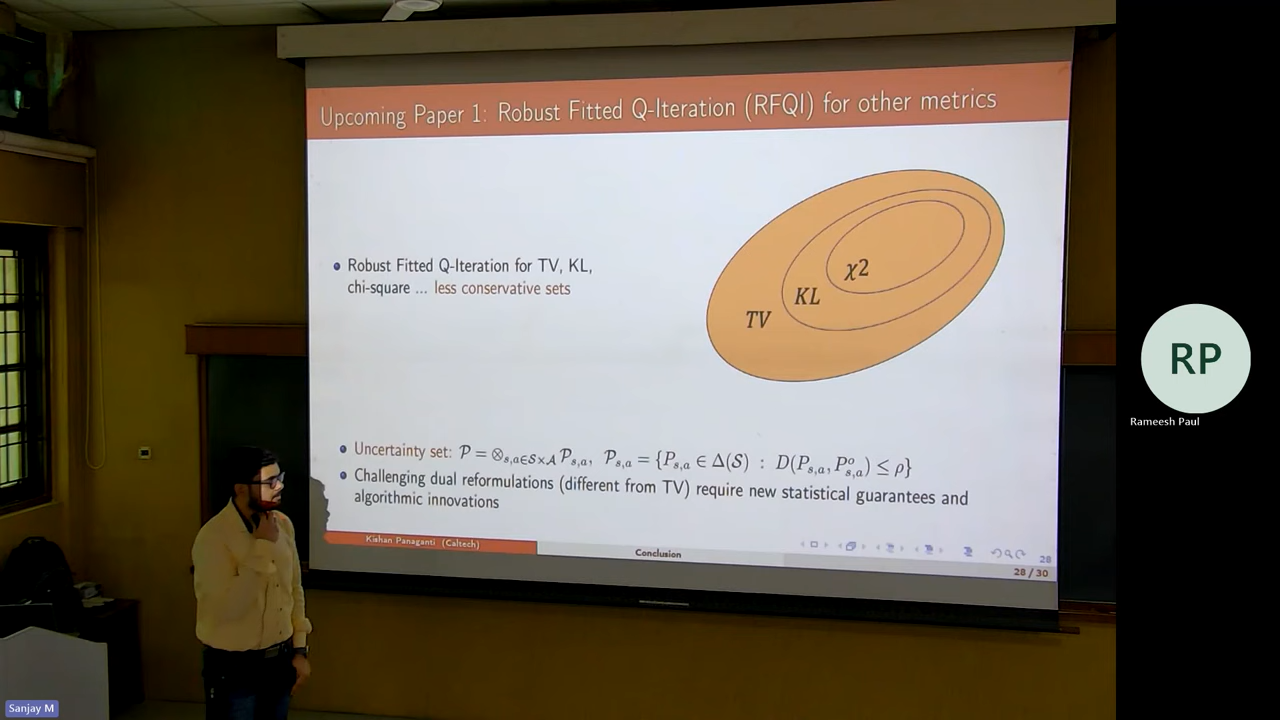 Upcoming Paper 1: Robust Fitted Q-Iteration (RFQI) for other metrics
Robust Fitted Q-Iteration for TV, KL,
chi-square ... less conservative sets
χ2
KL
TV
Uncertainty set: 𝒫 = ⊗_{s,a∈𝒮×𝒜} 𝒫_{s,a}, 𝒫_{s,a} = {P_{s,a} ∈ Δ(𝒮) : D(P_{s,a}, P^o_{s,a}) ≤ ρ}
Challenging dual reformulations (different from TV) require new statistical guarantees and
algorithmic innovations
Kishan Panaganti (Caltech)
Conclusion
28
28 / 30
RP
Rameesh Paul
Sanjay M